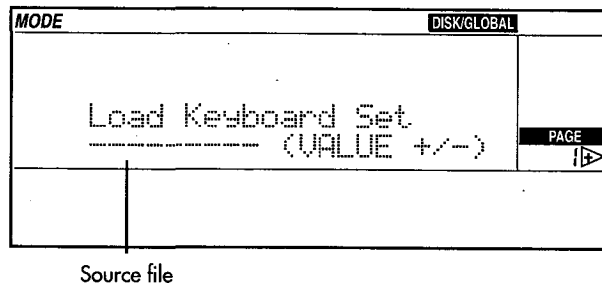 MODE DISK/GLOBAL
Load Keyboard Set
-------------- (VALUE +/-)
PAGE
1+
Source file